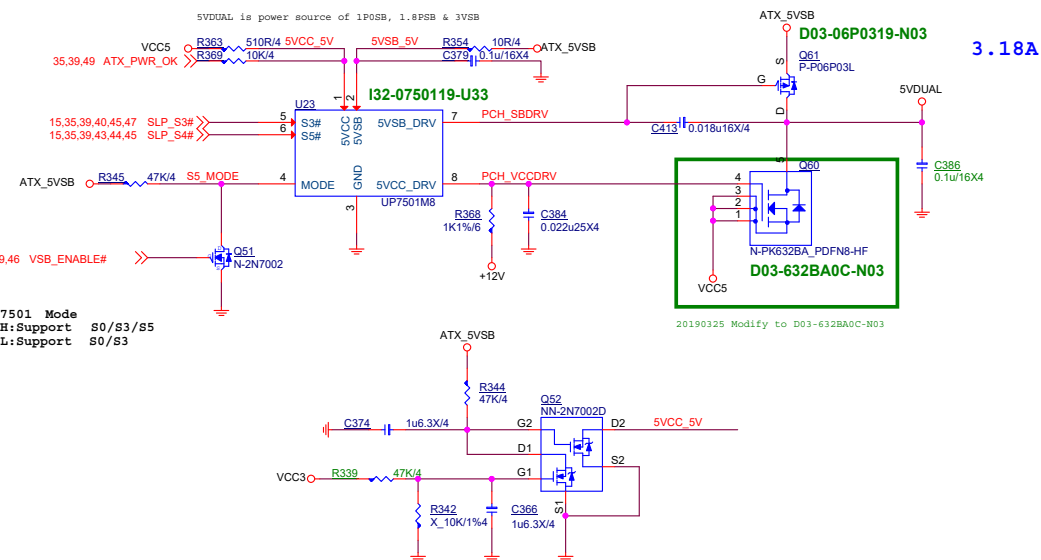 5VDUAL is power source of 1P0SB, 1.8PSB & 3VSB
ATX_5VSB
D03-06P0319-N03
3.18A
VCC5
R363
510R/4
5VCC_5V
5VSB_5V
R354
10R/4
ATX_5VSB
35,39,49 ATX_PWR_OK
R369
10K/4
C379
0.1u/16X4
S
Q61
P-P06P03L
G
D
5VDUAL
I32-0750119-U33
U23
1
2
15,35,39,40,45,47 SLP_S3#
5
S3#
5VCC
5VSB
5VSB_DRV
7
PCH_SBDRV
15,35,39,43,44,45 SLP_S4#
6
S5#
C413
0.018u16X/4
ATX_5VSB
R345
47K/4
S5_MODE
4
MODE
GND
5VCC_DRV
8
PCH_VCCDRV
3
UP7501M8
5
Q60
4
3
2
1
C386
0.1u/16X4
R368
1K1%/6
C384
0.022u25X4
+12V
N-PK632BA_PDFN8-HF
D03-632BA0C-N03
VCC5
20190325 Modify to D03-632BA0C-N03
9,46 VSB_ENABLE#
Q51
N-2N7002
7501 Mode
H:Support S0/S3/S5
L:Support S0/S3
ATX_5VSB
R344
47K/4
Q52
NN-2N7002D
C374
1u6.3X/4
G2
D2
5VCC_5V
D1
S2
VCC3
R339
47K/4
G1
S1
R342
X_10K/1%4
C366
1u6.3X/4